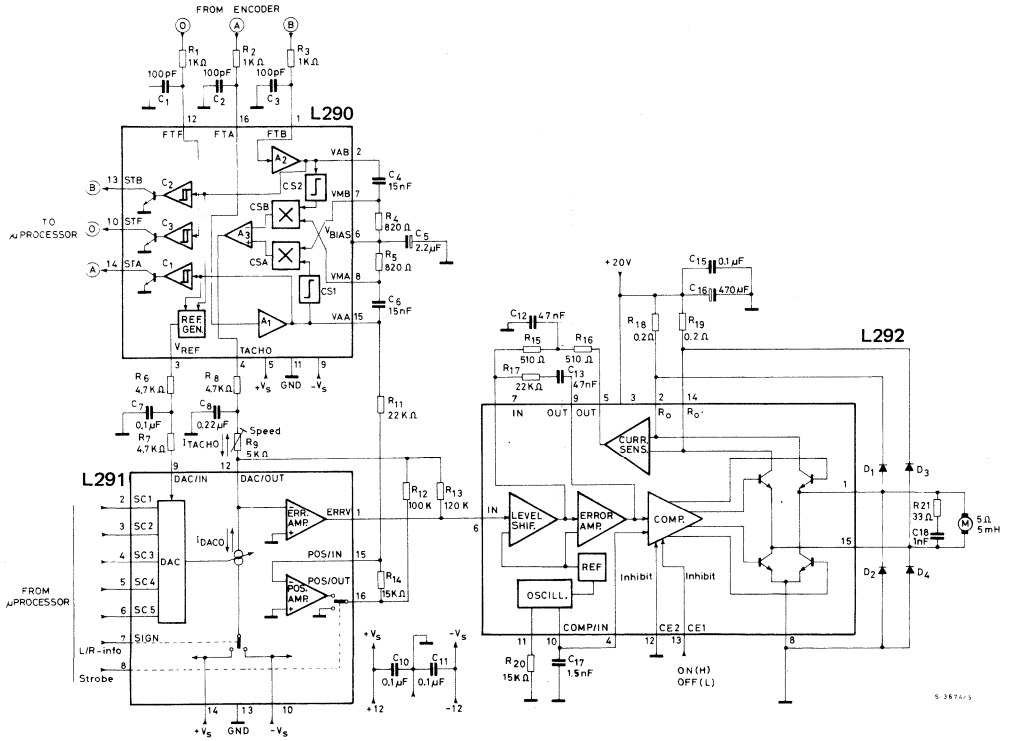 FROM ENCODER
O
A
B
R1
1KΩ
R2
1KΩ
R3
1KΩ
100pF
C1
100pF
C2
100pF
C3
12
16
1
L290
FTF
FTA
FTB
A2
VAB 2
C4
15nF
13 STB
B
C2
CS2
VMB 7
CSB
R4
820Ω
TO
μPROCESSOR
10 STF
O
C3
A3
VBIAS 6
C5
2.2μF
CSA
R5
820Ω
14 STA
A
C1
VMA 8
CS1
C6
15nF
REF
GEN.
A1
VAA 15
VREF
TACHO
3
4
5
11
9
+Vs
GND
-Vs
R6
4,7KΩ
R8
4,7KΩ
C7
0,1μF
C8
0.22μF
R7
4,7KΩ
ITACHO
Speed
R9
5KΩ
R11
22KΩ
L291
9
12
DAC/IN
DAC/OUT
R12
100K
R13
120K
2 SC1
3 SC2
4 SC3
5 SC4
6 SC5
DAC
IDACO
ERR.
AMP.
ERRV 1
POS/IN 15
POS/OUT
16
POS.
AMP.
R14
15KΩ
FROM
μPROCESSOR
7 SIGN
L/R-info
8
Strobe
14
13
10
+Vs
GND
-Vs
+Vs
-Vs
C10
0.1μF
C11
0.1μF
+12
-12
+20V
C15 0.1μF
C16 470μF
C12 47nF
R15
510Ω
R16
510Ω
R17
22KΩ
C13
47nF
R18
0.2Ω
R19
0.2Ω
L292
7
9
5
3
2
14
IN
OUT
OUT
RO
RO'
CURR.
SENS.
IN
6
LEVEL
SHIF.
ERROR
AMP.
COMP.
REF
OSCILL.
Inhibit
Inhibit
COMP/IN
CE2
CE1
11
10
4
12
13
8
1
15
D1
D3
D2
D4
R21
33Ω
C18
1nF
M
5Ω
5mH
R20
15KΩ
C17
1.5nF
ON(H)
OFF(L)
S 3674/5